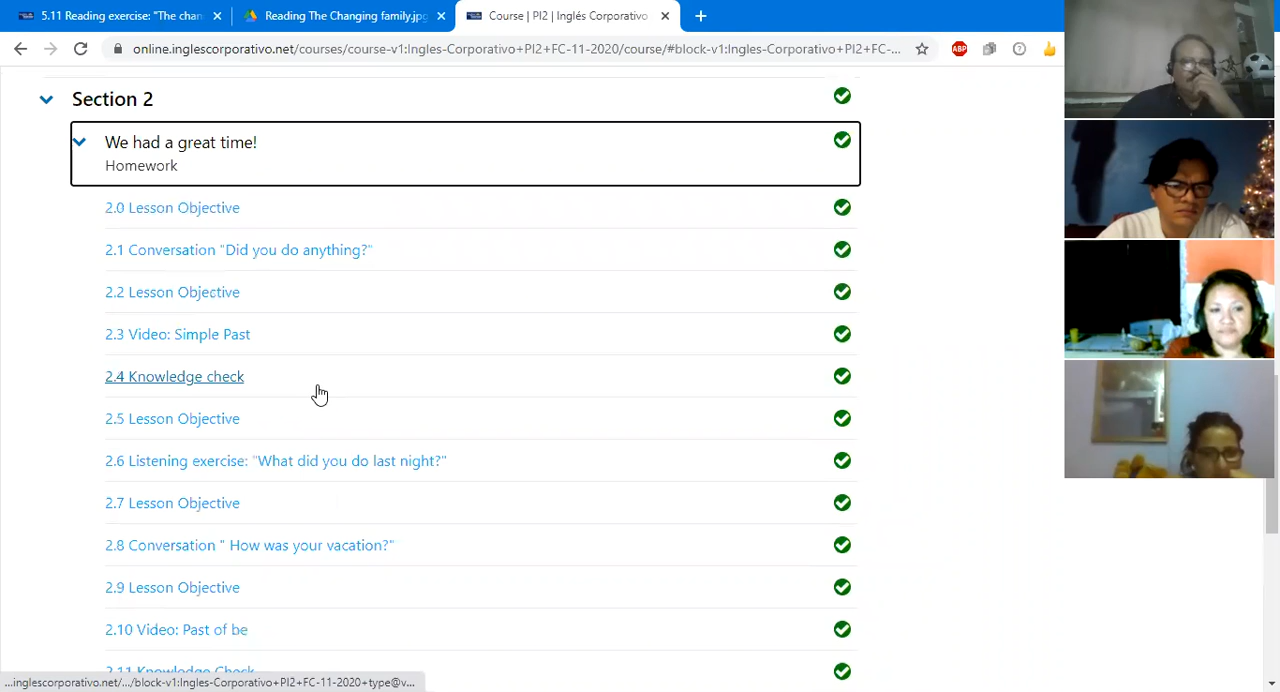 5.11 Reading exercise: "The chan
Reading The Changing family.jpg
Course | PI2 | Inglés Corporativo
online.inglescorporativo.net/courses/course-v1:Ingles-Corporativo+PI2+FC-11-2020/course/#block-v1:Ingles-Corporativo+PI2+FC-...
ABP
Section 2
We had a great time!
Homework
2.0 Lesson Objective
2.1 Conversation "Did you do anything?"
2.2 Lesson Objective
2.3 Video: Simple Past
2.4 Knowledge check
2.5 Lesson Objective
2.6 Listening exercise: "What did you do last night?"
2.7 Lesson Objective
2.8 Conversation " How was your vacation?"
2.9 Lesson Objective
2.10 Video: Past of be
2.11 Knowledge Check
...inglescorporativo.net/.../block-v1:Ingles-Corporativo+PI2+FC-11-2020+type@v...